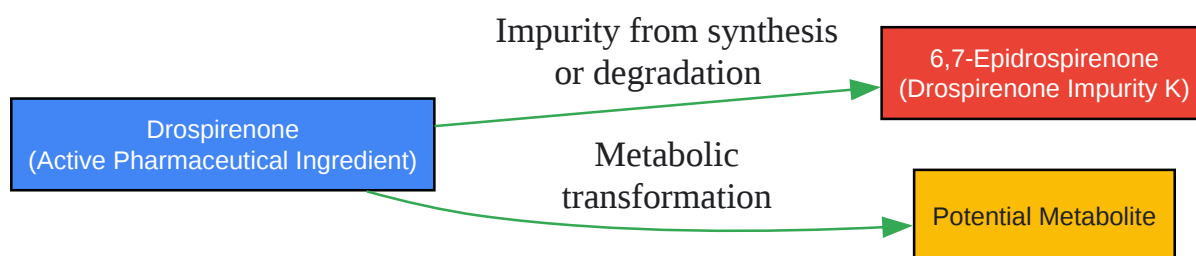 Impurity from synthesis
or degradation
6,7-Epidrospirenone
(Drospirenone Impurity K)
Drospirenone
(Active Pharmaceutical Ingredient)
Metabolic
transformation
Potential Metabolite